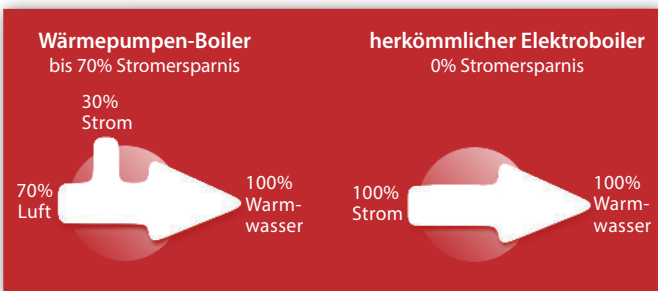 Wärmepumpen-Boiler
bis 70% Stromersparnis
30%
Strom
70%
Luft
100%
Warm-
wasser
herkömmlicher Elektroboiler
0% Stromersparnis
100%
Strom
100%
Warm-
wasser